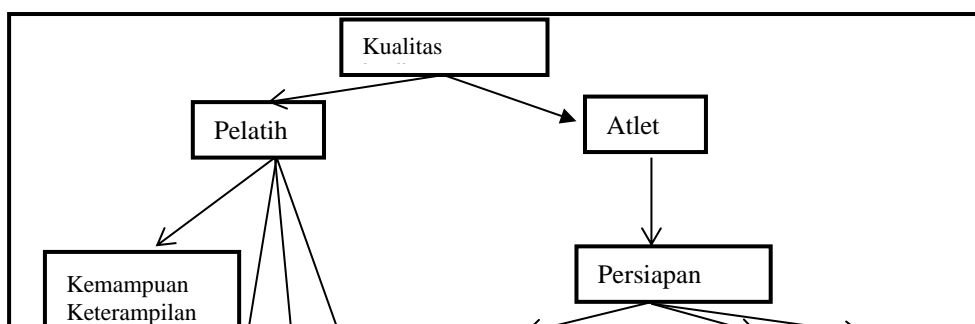 Kualitas
Pelatih
Atlet
Persiapan
Kemampuan
Keterampilan